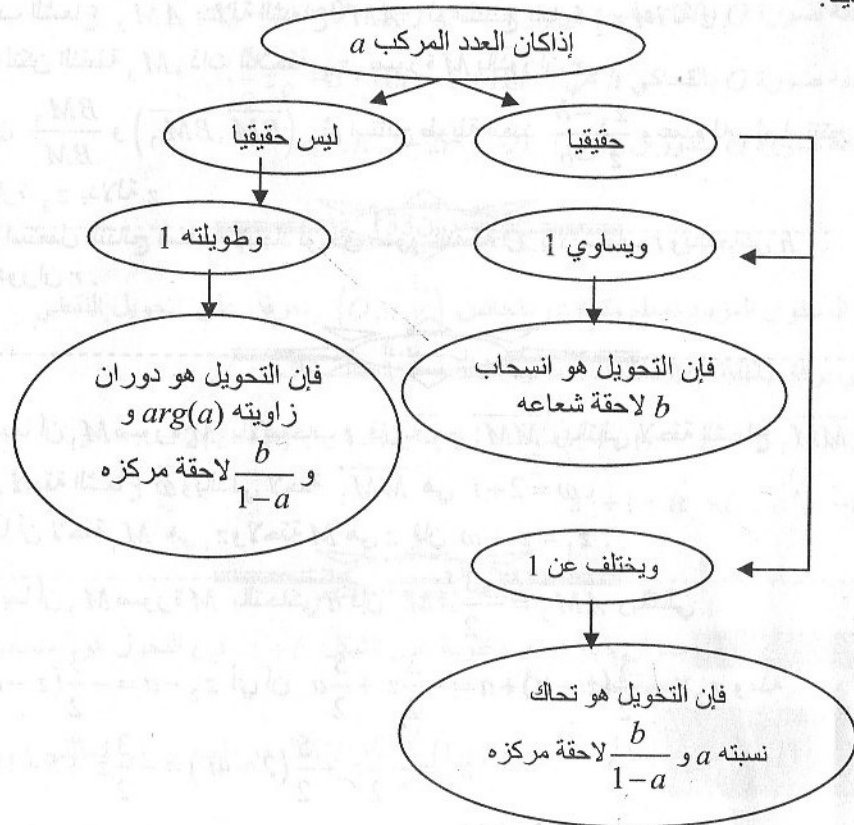 إذاكان العدد المركب a
ليس حقيقيا
حقيقيا
وطويلته 1
ويساوي 1
فإن التحويل هو دوران
زاويته arg(a) و
و b/(1-a) لاحقة مركزه
فإن التحويل هو انسحاب
b لاحقة شعاعه
ويختلف عن 1
فإن التحويل هو تحاك
نسبته a و b/(1-a) لاحقة مركزه